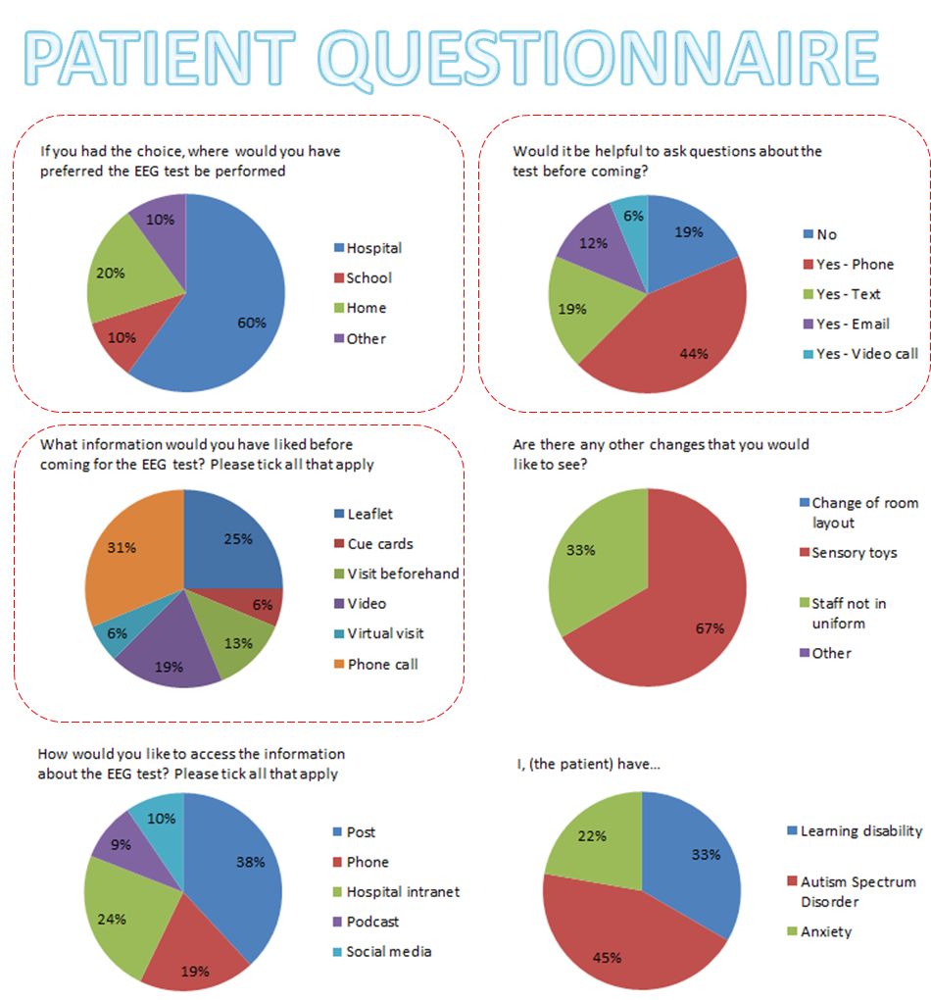 PATIENT QUESTIONNAIRE
If you had the choice, where would you have
preferred the EEG test be performed
10%
20%
10%
60%
Hospital
School
Home
Other
Would it be helpful to ask questions about the
test before coming?
6%
12%
19%
19%
44%
No
Yes - Phone
Yes - Text
Yes - Email
Yes - Video call
What information would you have liked before
coming for the EEG test? Please tick all that apply
31%
25%
6%
6%
13%
19%
Leaflet
Cue cards
Visit beforehand
Video
Virtual visit
Phone call
Are there any other changes that you would
like to see?
33%
67%
Change of room
layout
Sensory toys
Staff not in
uniform
Other
How would you like to access the information
about the EEG test? Please tick all that apply
10%
9%
38%
24%
19%
Post
Phone
Hospital intranet
Podcast
Social media
I, (the patient) have...
22%
33%
45%
Learning disability
Autism Spectrum
Disorder
Anxiety